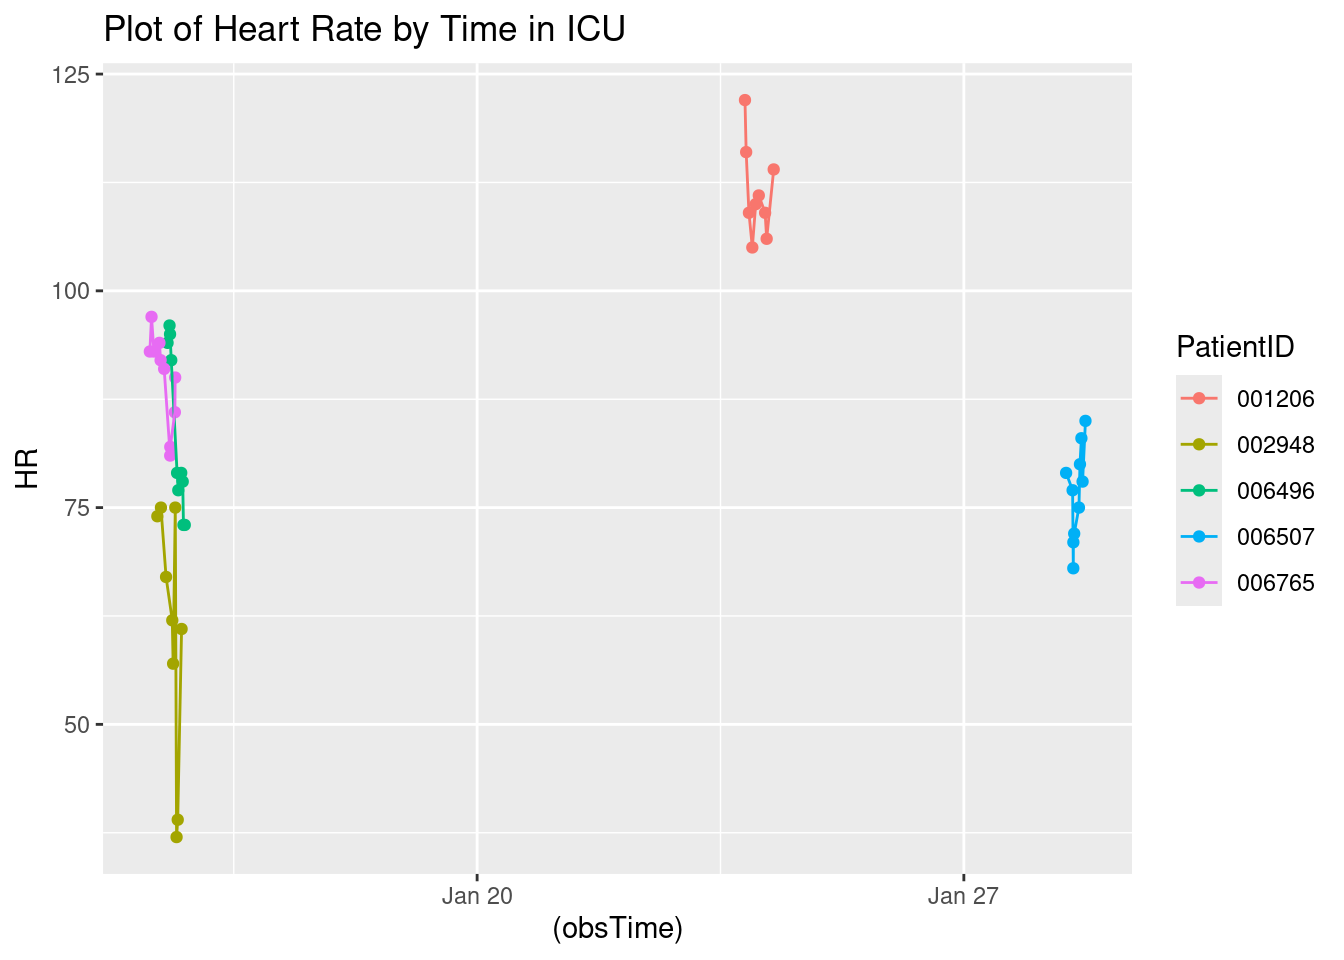 Plot of Heart Rate by Time in ICU
125
100
75
50
HR
Jan 20
Jan 27
(obsTime)
PatientID
001206
002948
006496
006507
006765